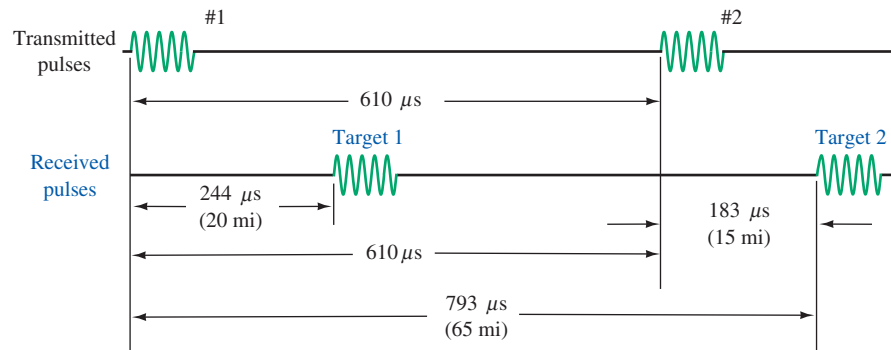 #1
#2
Transmitted
pulses
610 μs
Target 1
Target 2
Received
pulses
244 μs
(20 mi)
183 μs
(15 mi)
610 μs
793 μs
(65 mi)